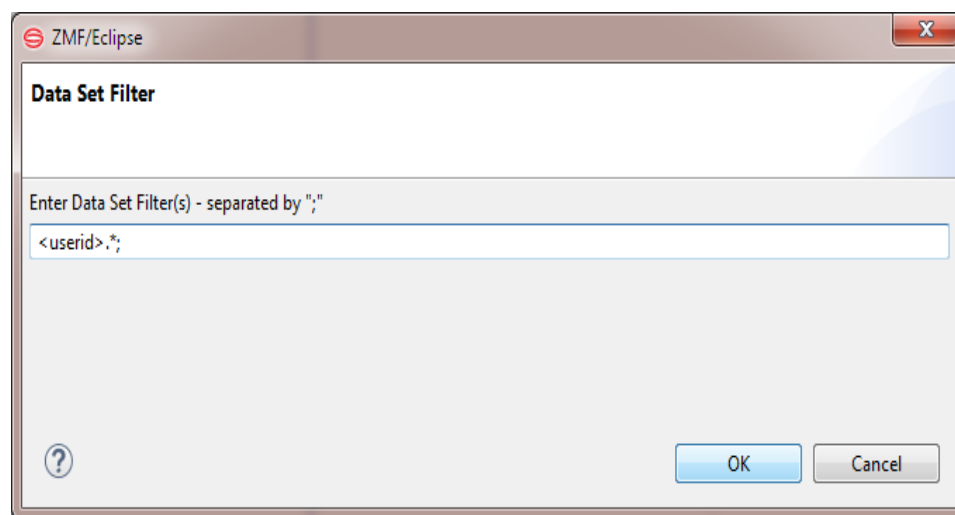 ZMF/Eclipse
X
Data Set Filter
Enter Data Set Filter(s) - separated by ";"
<userid>.*;
?
OK
Cancel